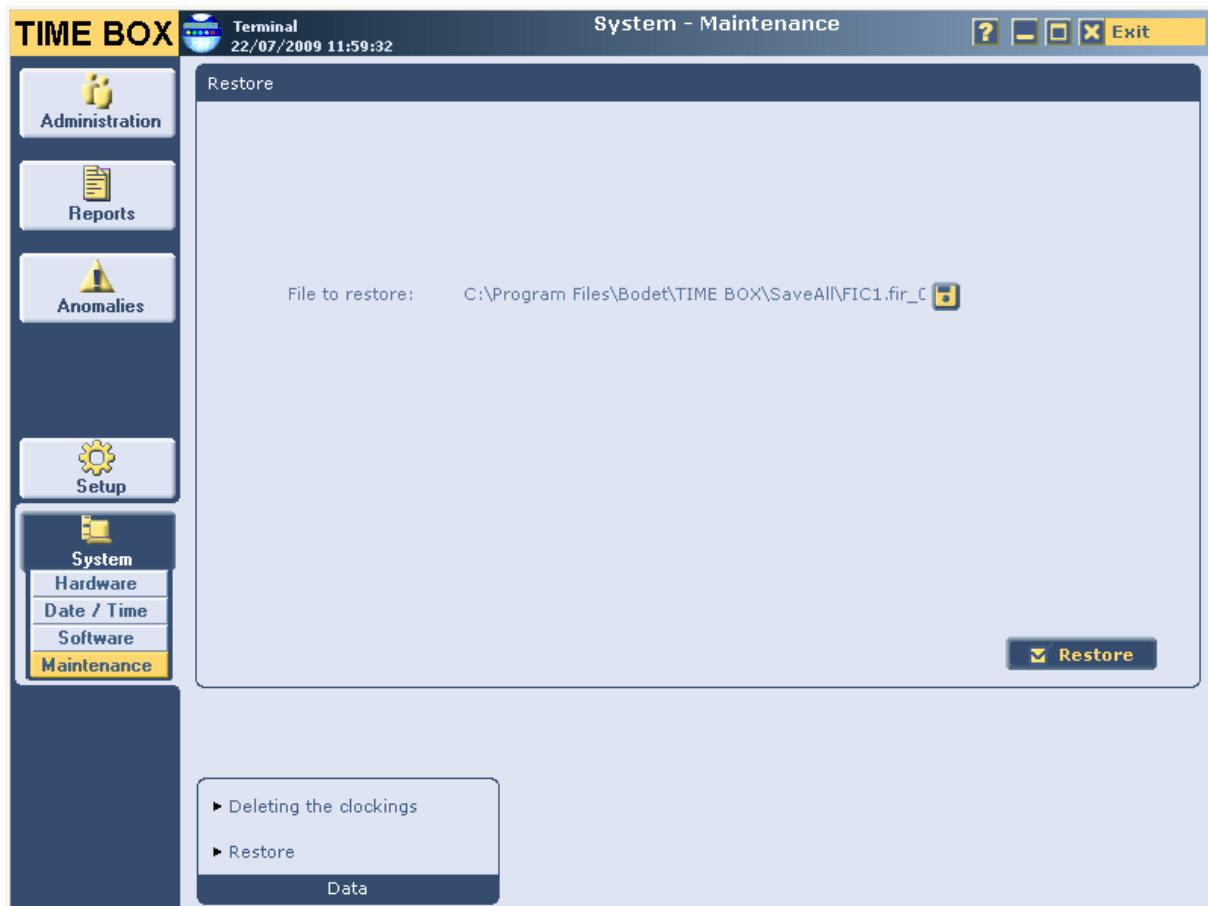 TIME BOX
Terminal
22/07/2009 11:59:32
System - Maintenance
? Exit
Administration
Reports
Anomalies
Setup
System
Hardware
Date / Time
Software
Maintenance
Restore
File to restore: C:\Program Files\Bodet\TIME BOX\SaveAll\FIC1.fir_
Restore
Deleting the clockings
Restore
Data